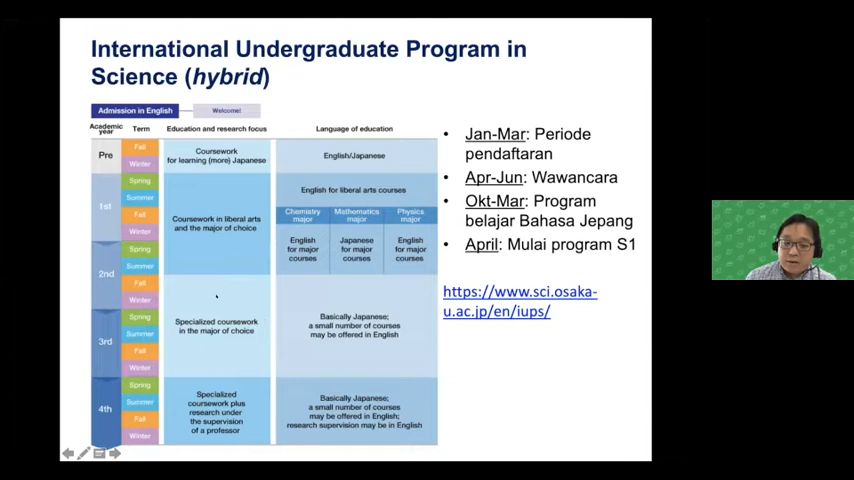 International Undergraduate Program in
Science (hybrid)
Admission in English
Welcome!
Academic
year
Term
Education and research focus
Language of education
Pre
Fall
Winter
Coursework
for learning (more) Japanese
English/Japanese
1st
Spring
Summer
Fall
Winter
2nd
Spring
Summer
Fall
Winter
Coursework in liberal arts
and the major of choice
English for liberal arts courses
Chemistry
major
Mathematics
major
Physics
major
English
for major
courses
Japanese
for major
courses
English
for major
courses
3rd
Spring
Summer
Fall
Winter
Specialized coursework
in the major of choice
Basically Japanese;
a small number of courses
may be offered in English
4th
Spring
Summer
Fall
Winter
Specialized
coursework plus
research under
the supervision
of a professor
Basically Japanese;
a small number of courses
may be offered in English;
research supervision may be in English
• Jan-Mar: Periode
pendaftaran
• Apr-Jun: Wawancara
• Okt-Mar: Program
belajar Bahasa Jepang
• April: Mulai program S1
https://www.sci.osaka-
u.ac.jp/en/iups/